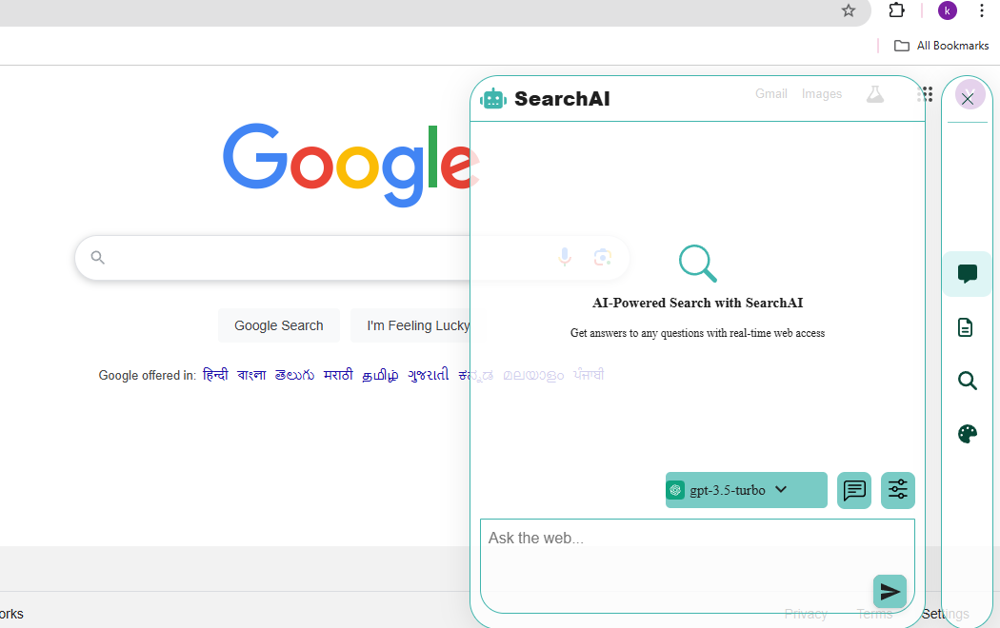 k
All Bookmarks
SearchAI
Gmail Images
Google
AI-Powered Search with SearchAI
Get answers to any questions with real-time web access
Google Search
I'm Feeling Lucky
Google offered in: हिन्दी বাংলা తెలుగు मराठी தமிழ் ગુજરાતી ಕನ್ನಡ മലയാളം ਪੰਜਾਬੀ
gpt-3.5-turbo
Ask the web...
orks
Privacy Terms Settings